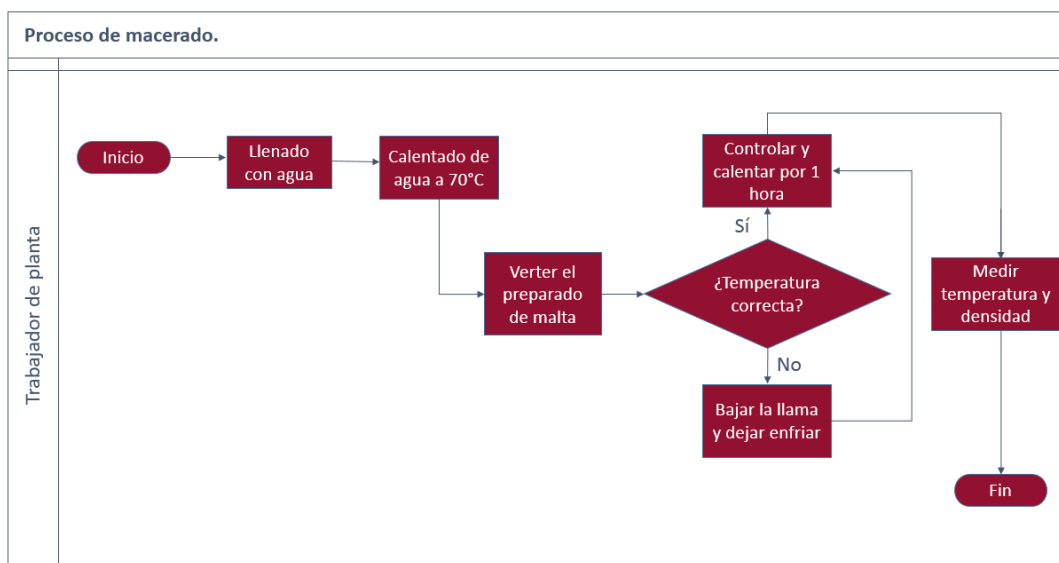 Proceso de macerado.
Trabajador de planta
Inicio
Llenado
con agua
Calentado de
agua a 70°C
Verter el
preparado
de malta
¿Temperatura
correcta?
Sí
Controlar y
calentar por 1
hora
No
Bajar la llama
y dejar enfriar
Medir
temperatura y
densidad
Fin